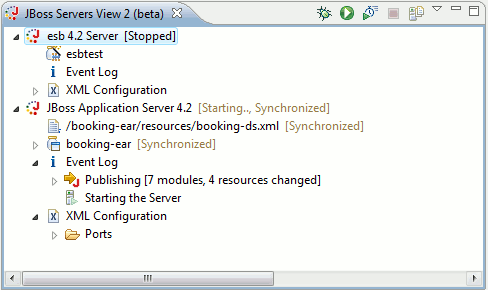 JBoss Servers View 2 (beta)
esb 4.2 Server [Stopped]
esbtest
Event Log
XML Configuration
JBoss Application Server 4.2 [Starting.., Synchronized]
/booking-ear/resources/booking-ds.xml [Synchronized]
booking-ear [Synchronized]
Event Log
Publishing [7 modules, 4 resources changed]
Starting the Server
XML Configuration
Ports